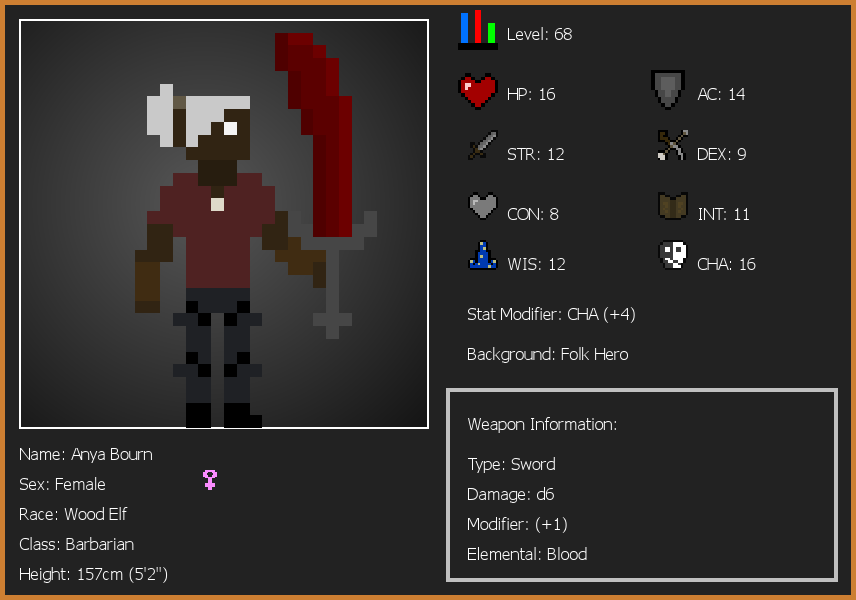 Level: 68
HP: 16
AC: 14
STR: 12
DEX: 9
CON: 8
INT: 11
WIS: 12
CHA: 16
Stat Modifier: CHA (+4)
Background: Folk Hero
Weapon Information:
Type: Sword
Damage: d6
Modifier: (+1)
Elemental: Blood
Name: Anya Bourn
Sex: Female
Race: Wood Elf
Class: Barbarian
Height: 157cm (5'2")